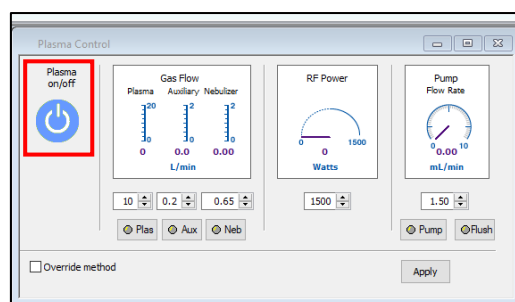 Plasma Control
Plasma
on/off
Gas Flow
Plasma Auxiliary Nebulizer
20 2 2
0 0 0
0 0.0 0.00
L/min
10 0.2 0.65
Plas Aux Neb
RF Power
0 1500
0
Watts
1500
Pump
Flow Rate
0 10
0.00
mL/min
1.50
Pump Flush
Override method
Apply